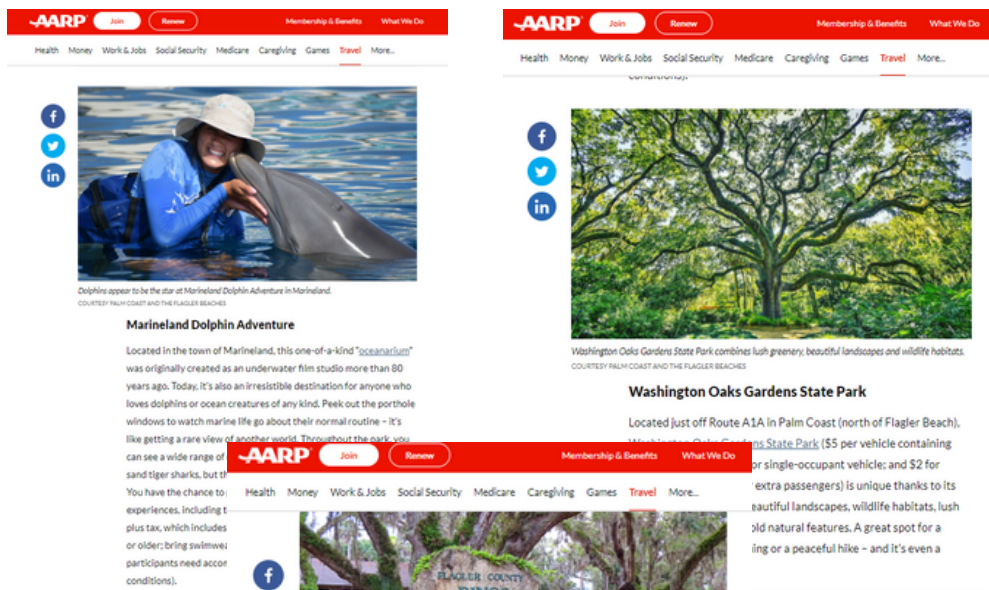 AARP Join Renew Membership & Benefits What We Do
Health Money Work & Jobs Social Security Medicare Caregiving Games Travel More...
Dolphins appear to be the star at Marineland Dolphin Adventure in Marineland.
COURTESY PALM COAST AND THE FLAGLER BEACHES
Marineland Dolphin Adventure
Located in the town of Marineland, this one-of-a-kind "oceanarium"
was originally created as an underwater film studio more than 80
years ago. Today, it's also an irresistible destination for anyone who
loves dolphins or ocean creatures of any kind. Peek out the porthole
windows to watch marine life go about their normal routine – it's
like getting a rare view of another world. Throughout the park, you
can see a wide range of
sand tiger sharks, but th
You have the chance to
experiences, including t
plus tax, which includes
or older; bring swimwea
participants need accor
conditions).
AARP Join Renew Membership & Benefits What We Do
Health Money Work & Jobs Social Security Medicare Caregiving Games Travel More...
conditions).
Washington Oaks Gardens State Park combines lush greenery, beautiful landscapes and wildlife habitats.
COURTESY PALM COAST AND THE FLAGLER BEACHES
Washington Oaks Gardens State Park
Located just off Route A1A in Palm Coast (north of Flagler Beach),
Washington Oaks Gardens State Park ($5 per vehicle containing
or single-occupant vehicle; and $2 for
extra passengers) is unique thanks to its
eautiful landscapes, wildlife habitats, lush
old natural features. A great spot for a
ing or a peaceful hike – and it's even a
AARP Join Renew Membership & Benefits What We Do
Health Money Work & Jobs Social Security Medicare Caregiving Games Travel More...
FLAGLER COUNTY